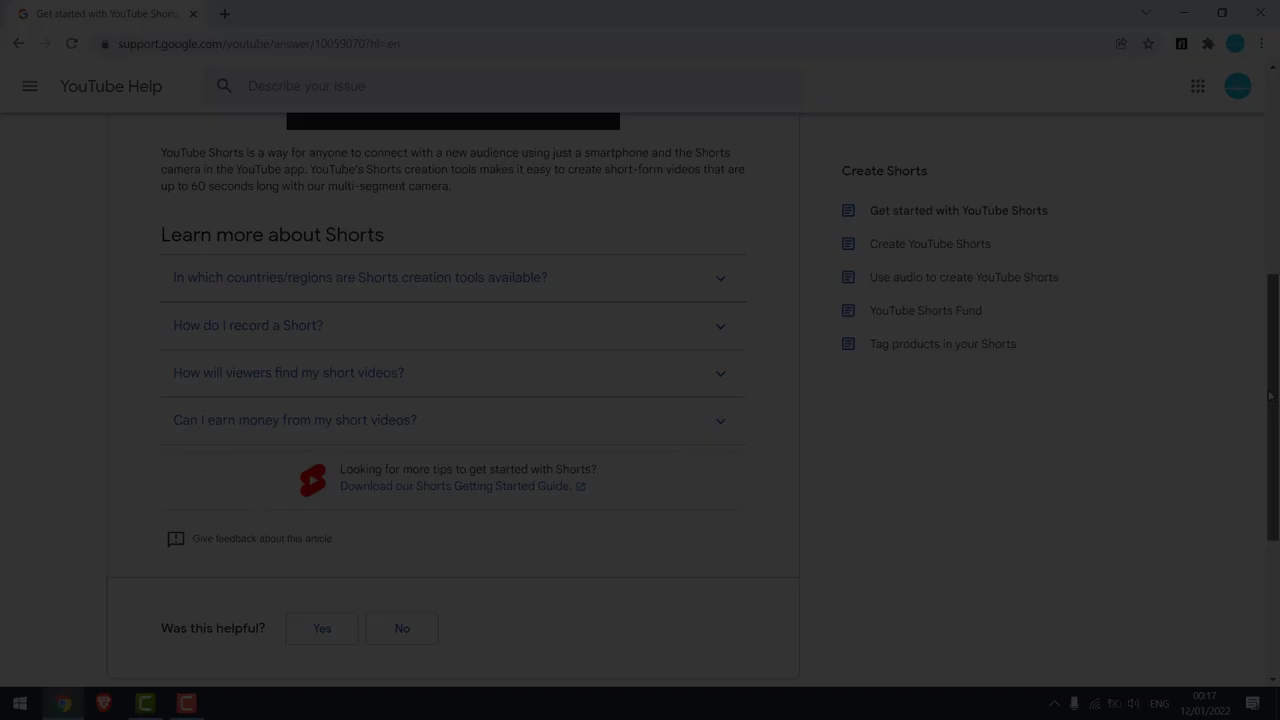 Get started with YouTube Shorts
support.google.com/youtube/answer/10059070?hl=en
YouTube Help
Describe your issue
YouTube Shorts is a way for anyone to connect with a new audience using just a smartphone and the Shorts
camera in the YouTube app. YouTube's Shorts creation tools makes it easy to create short-form videos that are
up to 60 seconds long with our multi-segment camera.
Learn more about Shorts
In which countries/regions are Shorts creation tools available?
How do I record a Short?
How will viewers find my short videos?
Can I earn money from my short videos?
Looking for more tips to get started with Shorts?
Download our Shorts Getting Started Guide.
Give feedback about this article
Was this helpful?
Yes
No
Create Shorts
Get started with YouTube Shorts
Create YouTube Shorts
Use audio to create YouTube Shorts
YouTube Shorts Fund
Tag products in your Shorts
ENG
00:17
12/01/2022